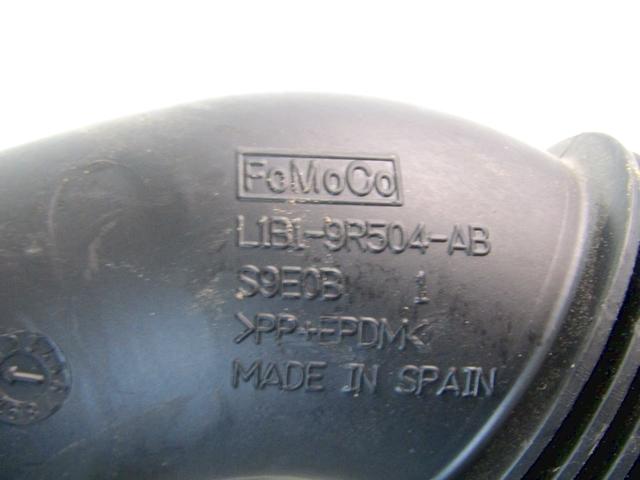 FoMoCo
L1B1-9R504-AB
S9E0B 1
>PP+EPDM<
MADE IN SPAIN